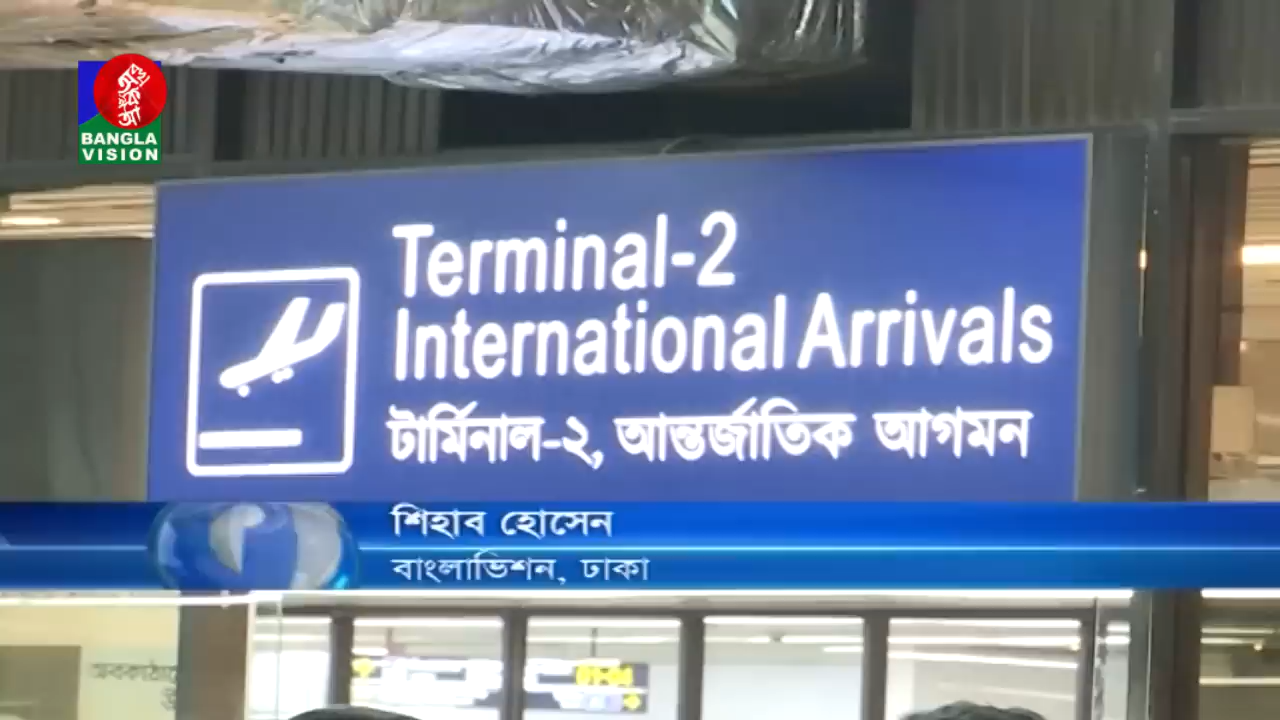 BANGLA
VISION
Terminal-2
International Arrivals
টার্মিনাল-২, আন্তর্জাতিক আগমন
শিহাব হোসেন
বাংলাভিশন, ঢাকা